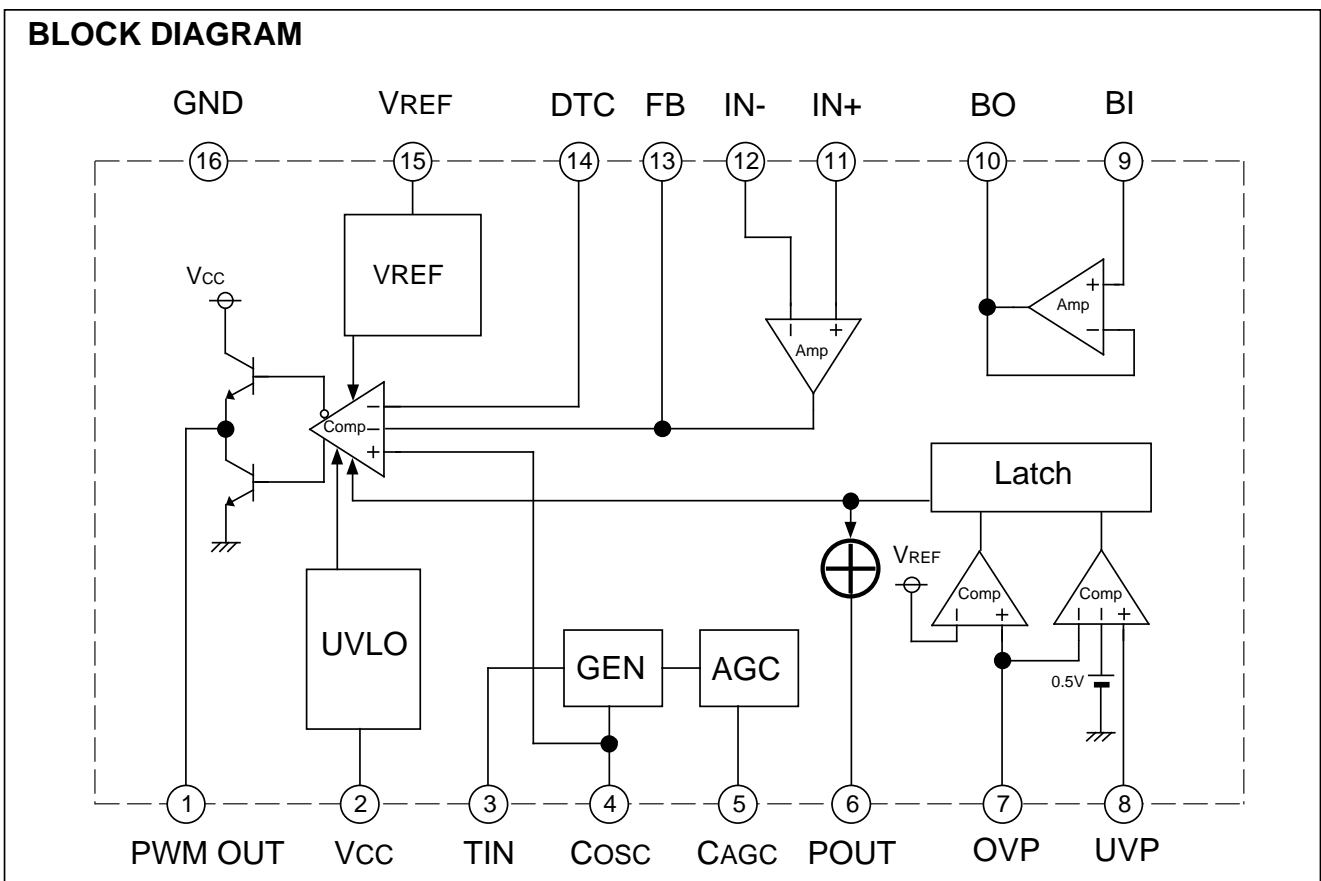 BLOCK DIAGRAM
GND VREF DTC FB IN- IN+ BO BI
16 15 14 13 12 11 10 9
VREF
VCC
+
Amp
−
− +
Amp
−
Comp −
+
Latch
VREF
Comp
− +
Comp
− − +
0.5V
UVLO
GEN
AGC
1 2 3 4 5 6 7 8
PWM OUT VCC TIN COSC CAGC POUT OVP UVP